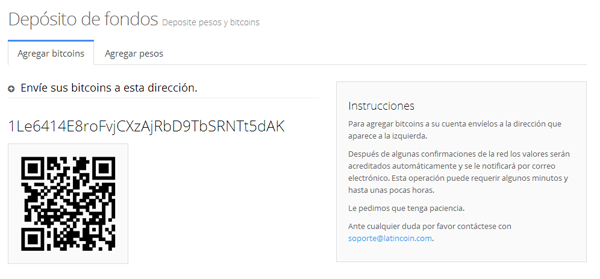 Depósito de fondos Deposite pesos y bitcoins
Agregar bitcoins Agregar pesos
Envíe sus bitcoins a esta dirección.
1Le6414E8roFvjCXzAjRbD9TbSRNTt5dAK
Instrucciones
Para agregar bitcoins a su cuenta envíelos a la dirección que
aparece a la izquierda.
Después de algunas confirmaciones de la red los valores serán
acreditados automáticamente y se le notificará por correo
electrónico. Esta operación puede requerir algunos minutos y
hasta unas pocas horas.
Le pedimos que tenga paciencia.
Ante cualquier duda por favor contáctese con
soporte@latincoin.com.